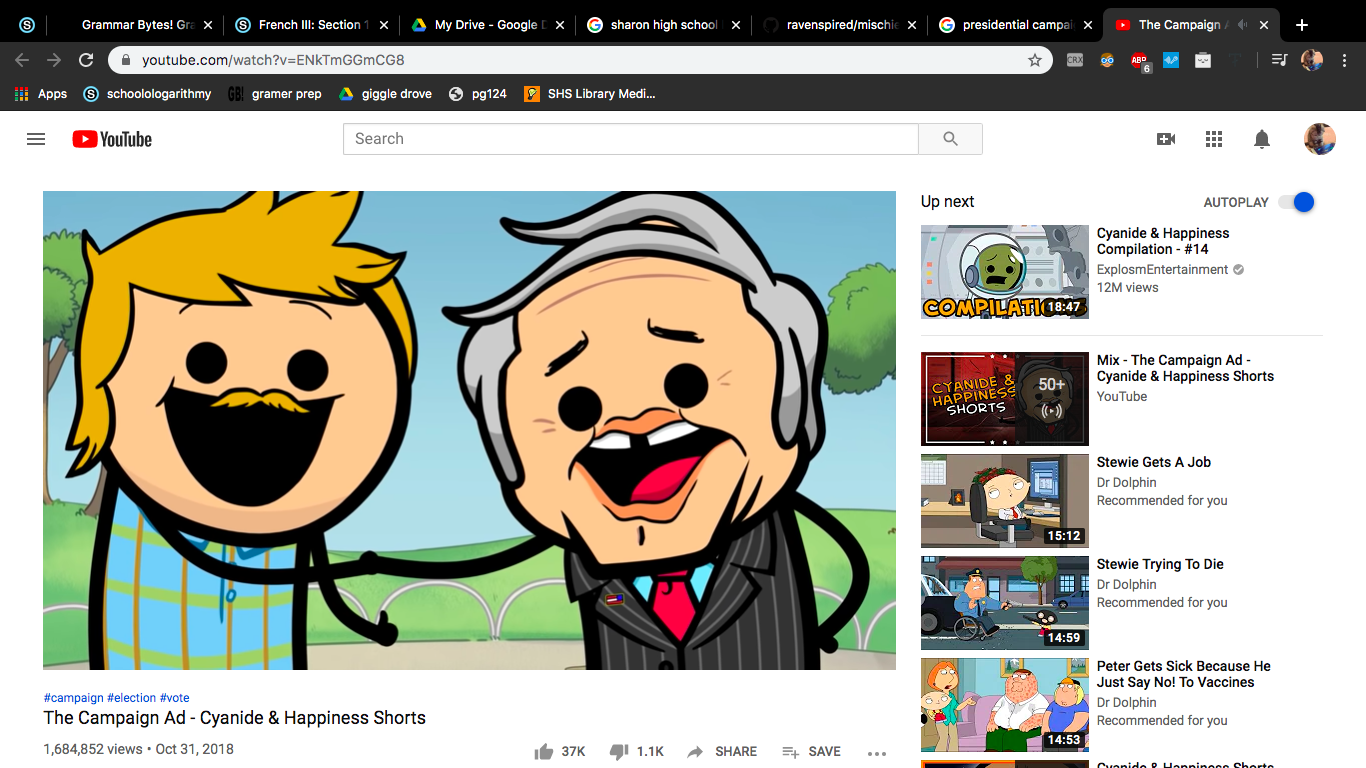 Grammar Bytes! Gra
French III: Section 1
My Drive - Google D
sharon high school
ravenspired/mischie
presidential campai
The Campaign A
youtube.com/watch?v=ENkTmGGmCG8
CRX
ABP
6
Apps
schoolologarithmy
GB!
gramer prep
giggle drove
pg124
SHS Library Medi...
YouTube
Search
Up next
AUTOPLAY
Cyanide & Happiness
Compilation - #14
ExplosmEntertainment
12M views
COMPILATIO
18:47
CYANIDE &
HAPPINESS
SHORTS
50+
Mix - The Campaign Ad -
Cyanide & Happiness Shorts
YouTube
Stewie Gets A Job
Dr Dolphin
Recommended for you
15:12
Stewie Trying To Die
Dr Dolphin
Recommended for you
14:59
Peter Gets Sick Because He
Just Say No! To Vaccines
Dr Dolphin
Recommended for you
14:53
Cyanide & Happiness Shorts
#campaign #election #vote
The Campaign Ad - Cyanide & Happiness Shorts
1,684,852 views • Oct 31, 2018
37K
1.1K
SHARE
SAVE